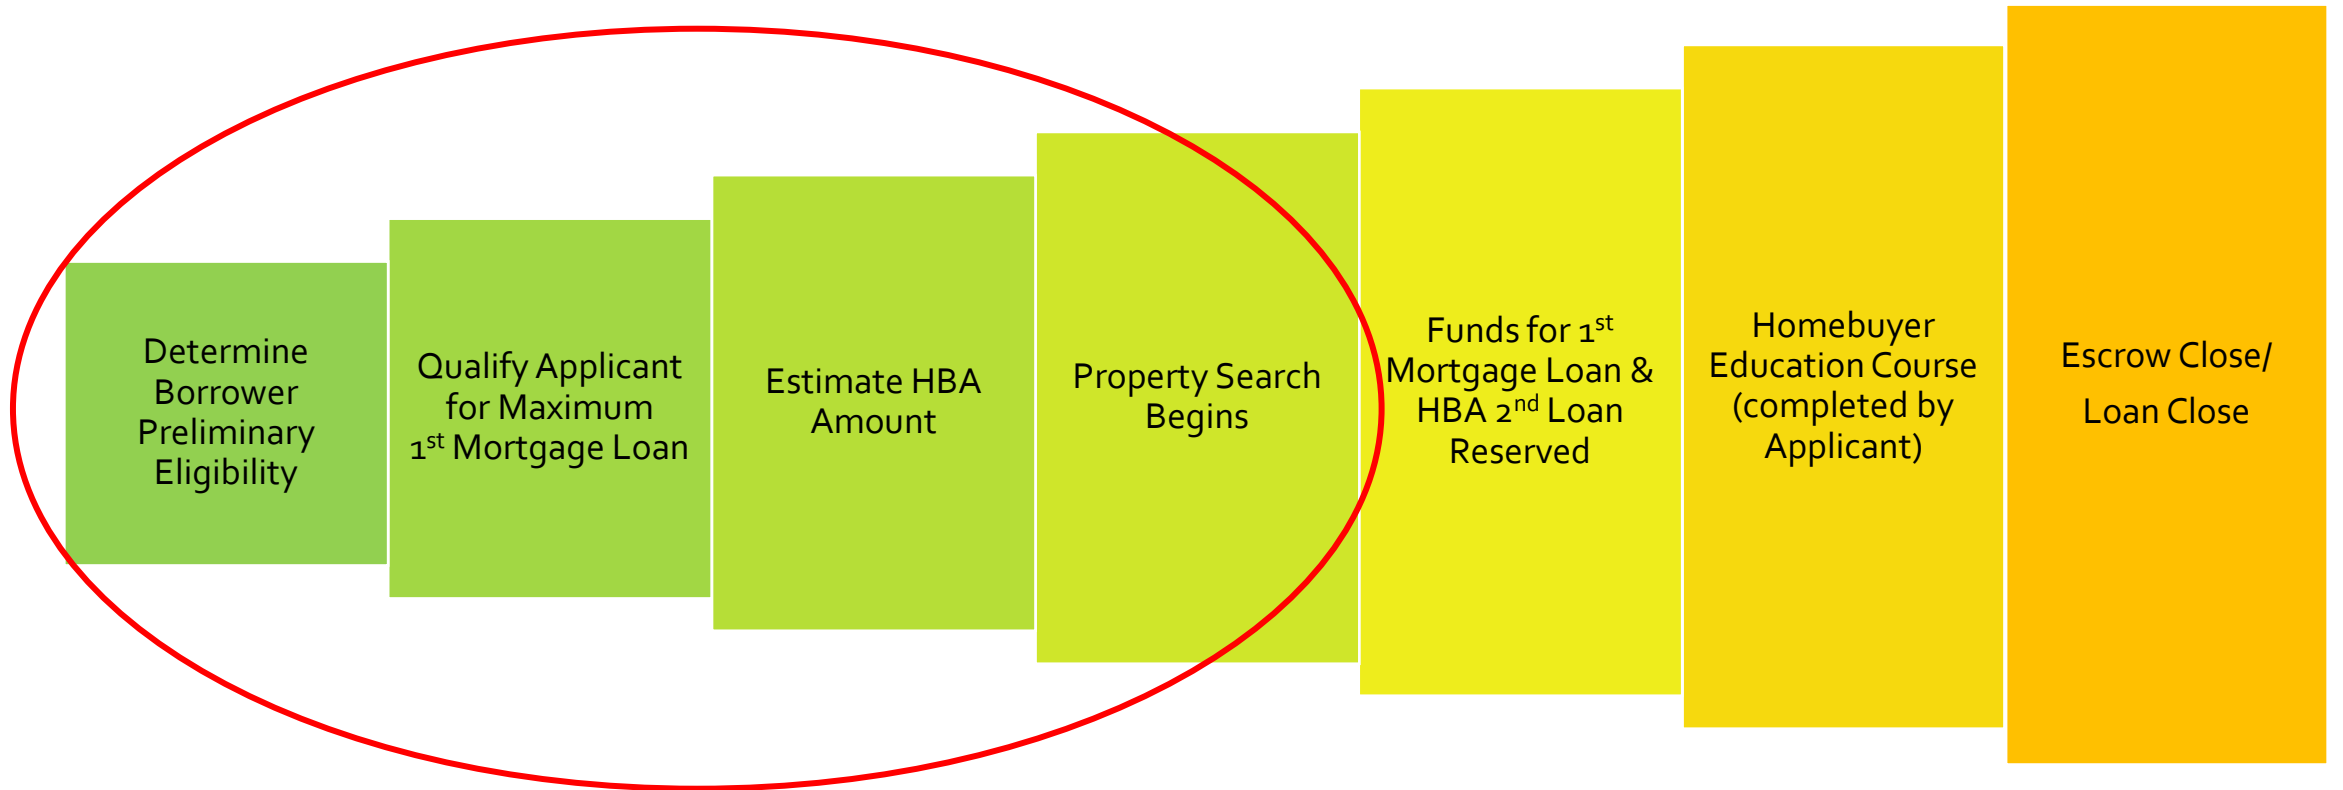 Determine
Borrower
Preliminary
Eligibility
Qualify Applicant
for Maximum
1st Mortgage Loan
Estimate HBA
Amount
Property Search
Begins
Funds for 1st
Mortgage Loan &
HBA 2nd Loan
Reserved
Homebuyer
Education Course
(completed by
Applicant)
Escrow Close/
Loan Close